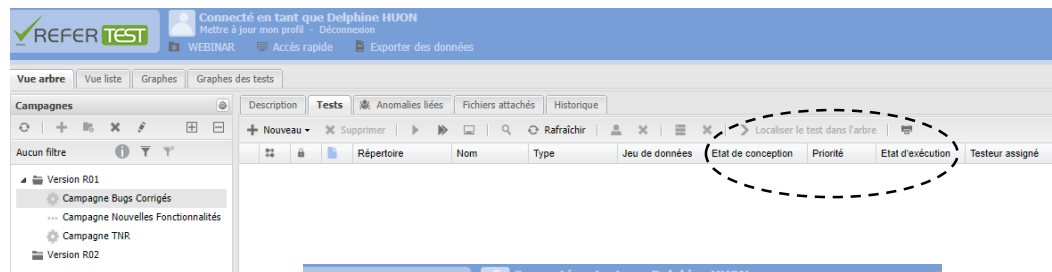 REFER TEST
Connecté en tant que Delphine HUON
Mettre à jour mon profil - Déconnexion
WEBINAR Accès rapide Exporter des données
Vue arbre Vue liste Graphes Graphes des tests
Campagnes
Description Tests Anomalies liées Fichiers attachés Historique
Nouveau Supprimer Rafraîchir Localiser le test dans l'arbre
Aucun filtre
Répertoire Nom Type Jeu de données Etat de conception Priorité Etat d'exécution Testeur assigné
Version R01
Campagne Bugs Corrigés
Campagne Nouvelles Fonctionnalités
Campagne TNR
Version R02